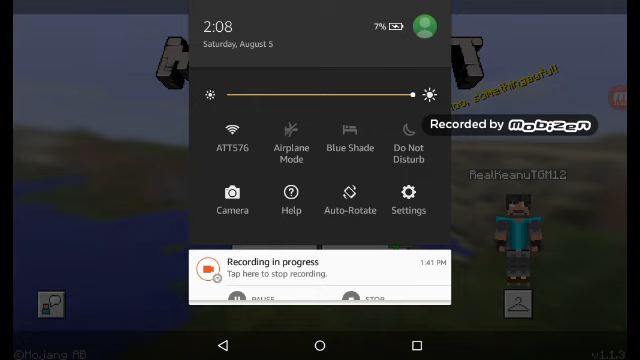 2:08
7%
Saturday, August 5
somethingsufull
Recorded by mobizen
ATT576
Airplane Mode
Blue Shade
Do Not Disturb
RealKeanuTGM12
Camera
Help
Auto-Rotate
Settings
Recording in progress
1:41 PM
Tap here to stop recording.
PAUSE
STOP
©Mojang AB
v1.1.3